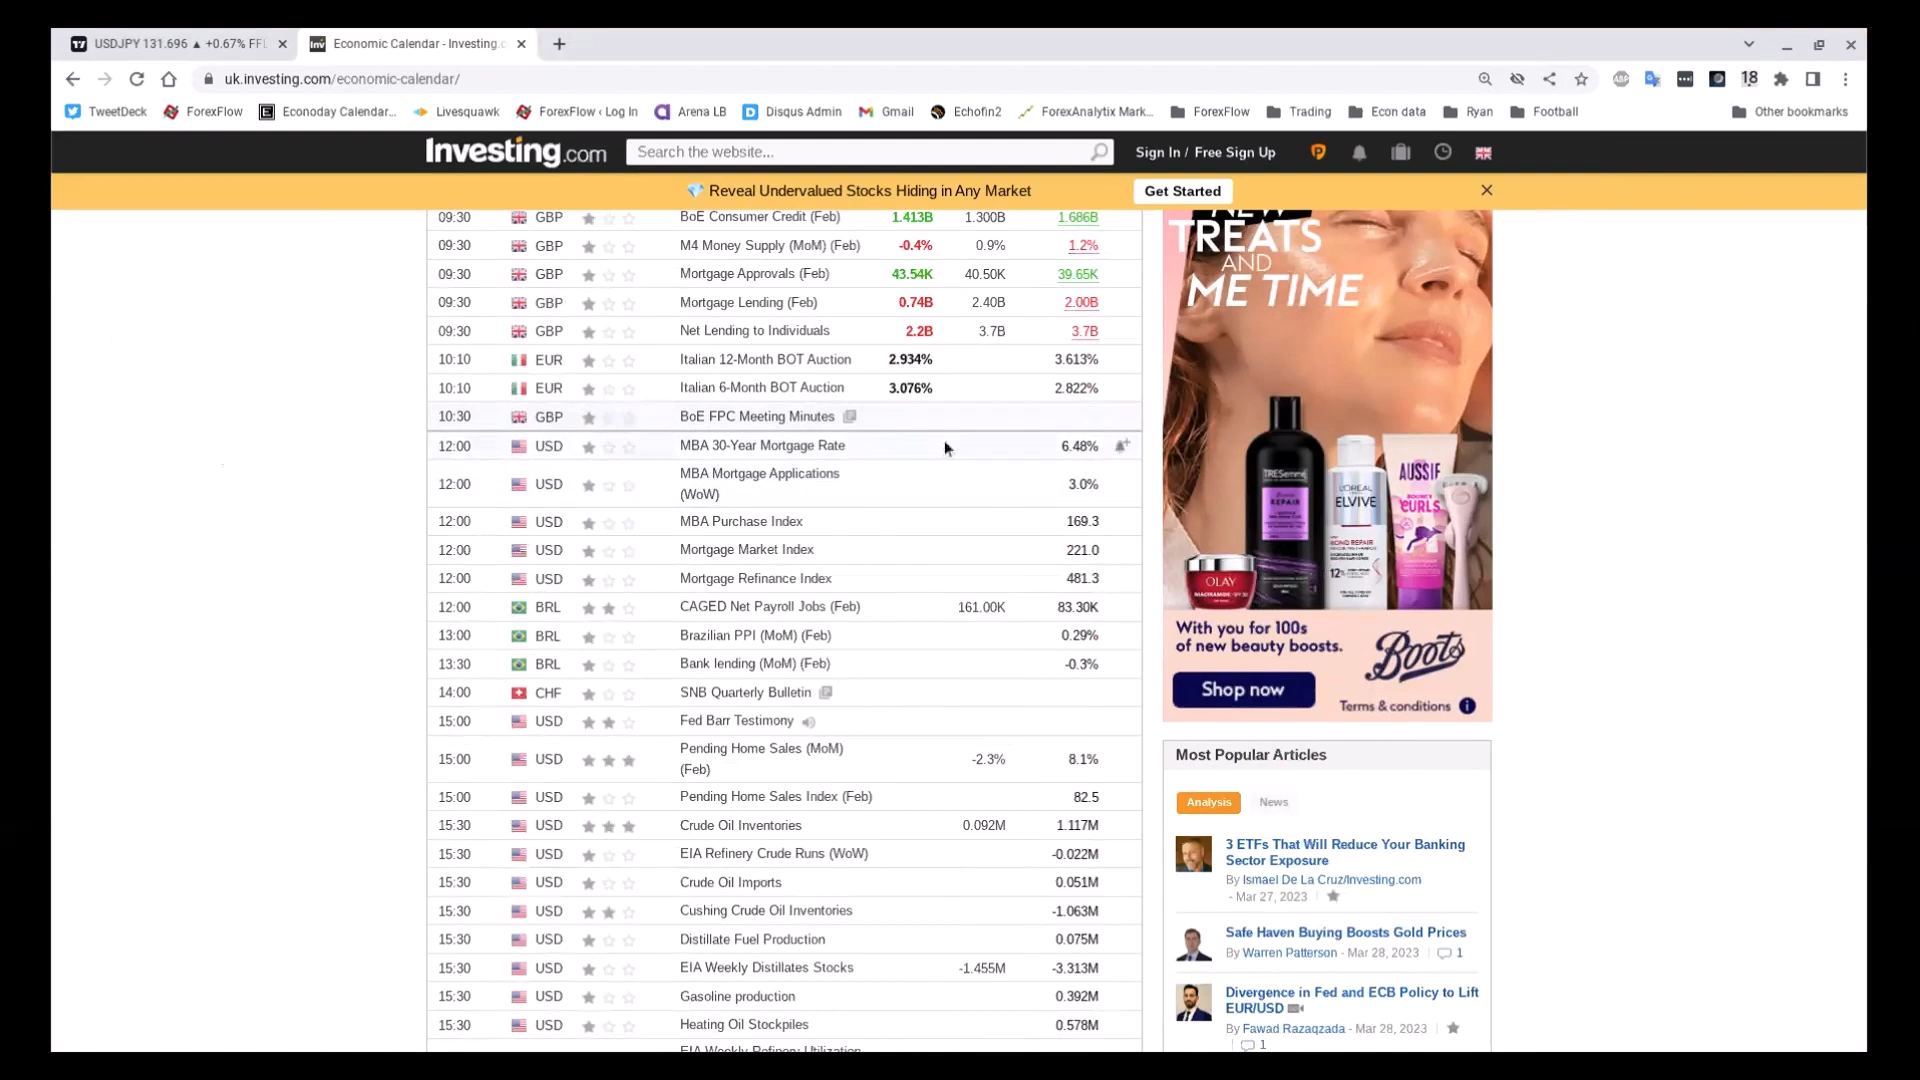 USDJPY 131.696 ▲ +0.67% FFL
Economic Calendar - Investing.c
uk.investing.com/economic-calendar/
18
TweetDeck ForexFlow Econoday Calendar... Livesquawk ForexFlow ‹ Log In Arena LB Disqus Admin Gmail Echofin2 ForexAnalytix Mark... ForexFlow Trading Econ data Ryan Football Other bookmarks
Investing.com Search the website... Sign In / Free Sign Up
Reveal Undervalued Stocks Hiding in Any Market Get Started
09:30 GBP BoE Consumer Credit (Feb) 1.413B 1.300B 1.686B
09:30 GBP M4 Money Supply (MoM) (Feb) -0.4% 0.9% 1.2%
09:30 GBP Mortgage Approvals (Feb) 43.54K 40.50K 39.65K
09:30 GBP Mortgage Lending (Feb) 0.74B 2.40B 2.00B
09:30 GBP Net Lending to Individuals 2.2B 3.7B 3.7B
10:10 EUR Italian 12-Month BOT Auction 2.934% 3.613%
10:10 EUR Italian 6-Month BOT Auction 3.076% 2.822%
10:30 GBP BoE FPC Meeting Minutes
12:00 USD MBA 30-Year Mortgage Rate 6.48%
12:00 USD MBA Mortgage Applications
(WoW) 3.0%
12:00 USD MBA Purchase Index 169.3
12:00 USD Mortgage Market Index 221.0
12:00 USD Mortgage Refinance Index 481.3
12:00 BRL CAGED Net Payroll Jobs (Feb) 161.00K 83.30K
13:00 BRL Brazilian PPI (MoM) (Feb) 0.29%
13:30 BRL Bank lending (MoM) (Feb) -0.3%
14:00 CHF SNB Quarterly Bulletin
15:00 USD Fed Barr Testimony
15:00 USD Pending Home Sales (MoM)
(Feb) -2.3% 8.1%
15:00 USD Pending Home Sales Index (Feb) 82.5
15:30 USD Crude Oil Inventories 0.092M 1.117M
15:30 USD EIA Refinery Crude Runs (WoW) -0.022M
15:30 USD Crude Oil Imports 0.051M
15:30 USD Cushing Crude Oil Inventories -1.063M
15:30 USD Distillate Fuel Production 0.075M
15:30 USD EIA Weekly Distillates Stocks -1.455M -3.313M
15:30 USD Gasoline production 0.392M
15:30 USD Heating Oil Stockpiles 0.578M
EIA Weekly Refinery Utilization
NEW
TREATS
AND
ME TIME
TRESemmé
REPAIR
L'ORÉAL
ELVIVE
BOND REPAIR
12%
AUSSIE
CURLS
OLAY
NIACINAMIDE
With you for 100s
of new beauty boosts.
Boots
Shop now
Terms & conditions
Most Popular Articles
Analysis News
3 ETFs That Will Reduce Your Banking
Sector Exposure
By Ismael De La Cruz/Investing.com
- Mar 27, 2023
Safe Haven Buying Boosts Gold Prices
By Warren Patterson - Mar 28, 2023 1
Divergence in Fed and ECB Policy to Lift
EUR/USD
By Fawad Razaqzada - Mar 28, 2023
1